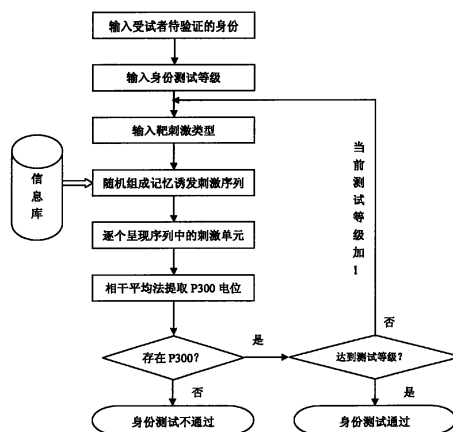 输入受试者待验证的身份
输入身份测试等级
输入靶刺激类型
信息库
随机组成记忆诱发刺激序列
当前测试等级加1
逐个呈现序列中的刺激单元
相干平均法提取 P300 电位
存在 P300?
是
达到测试等级?
否
否
是
身份测试不通过
身份测试通过